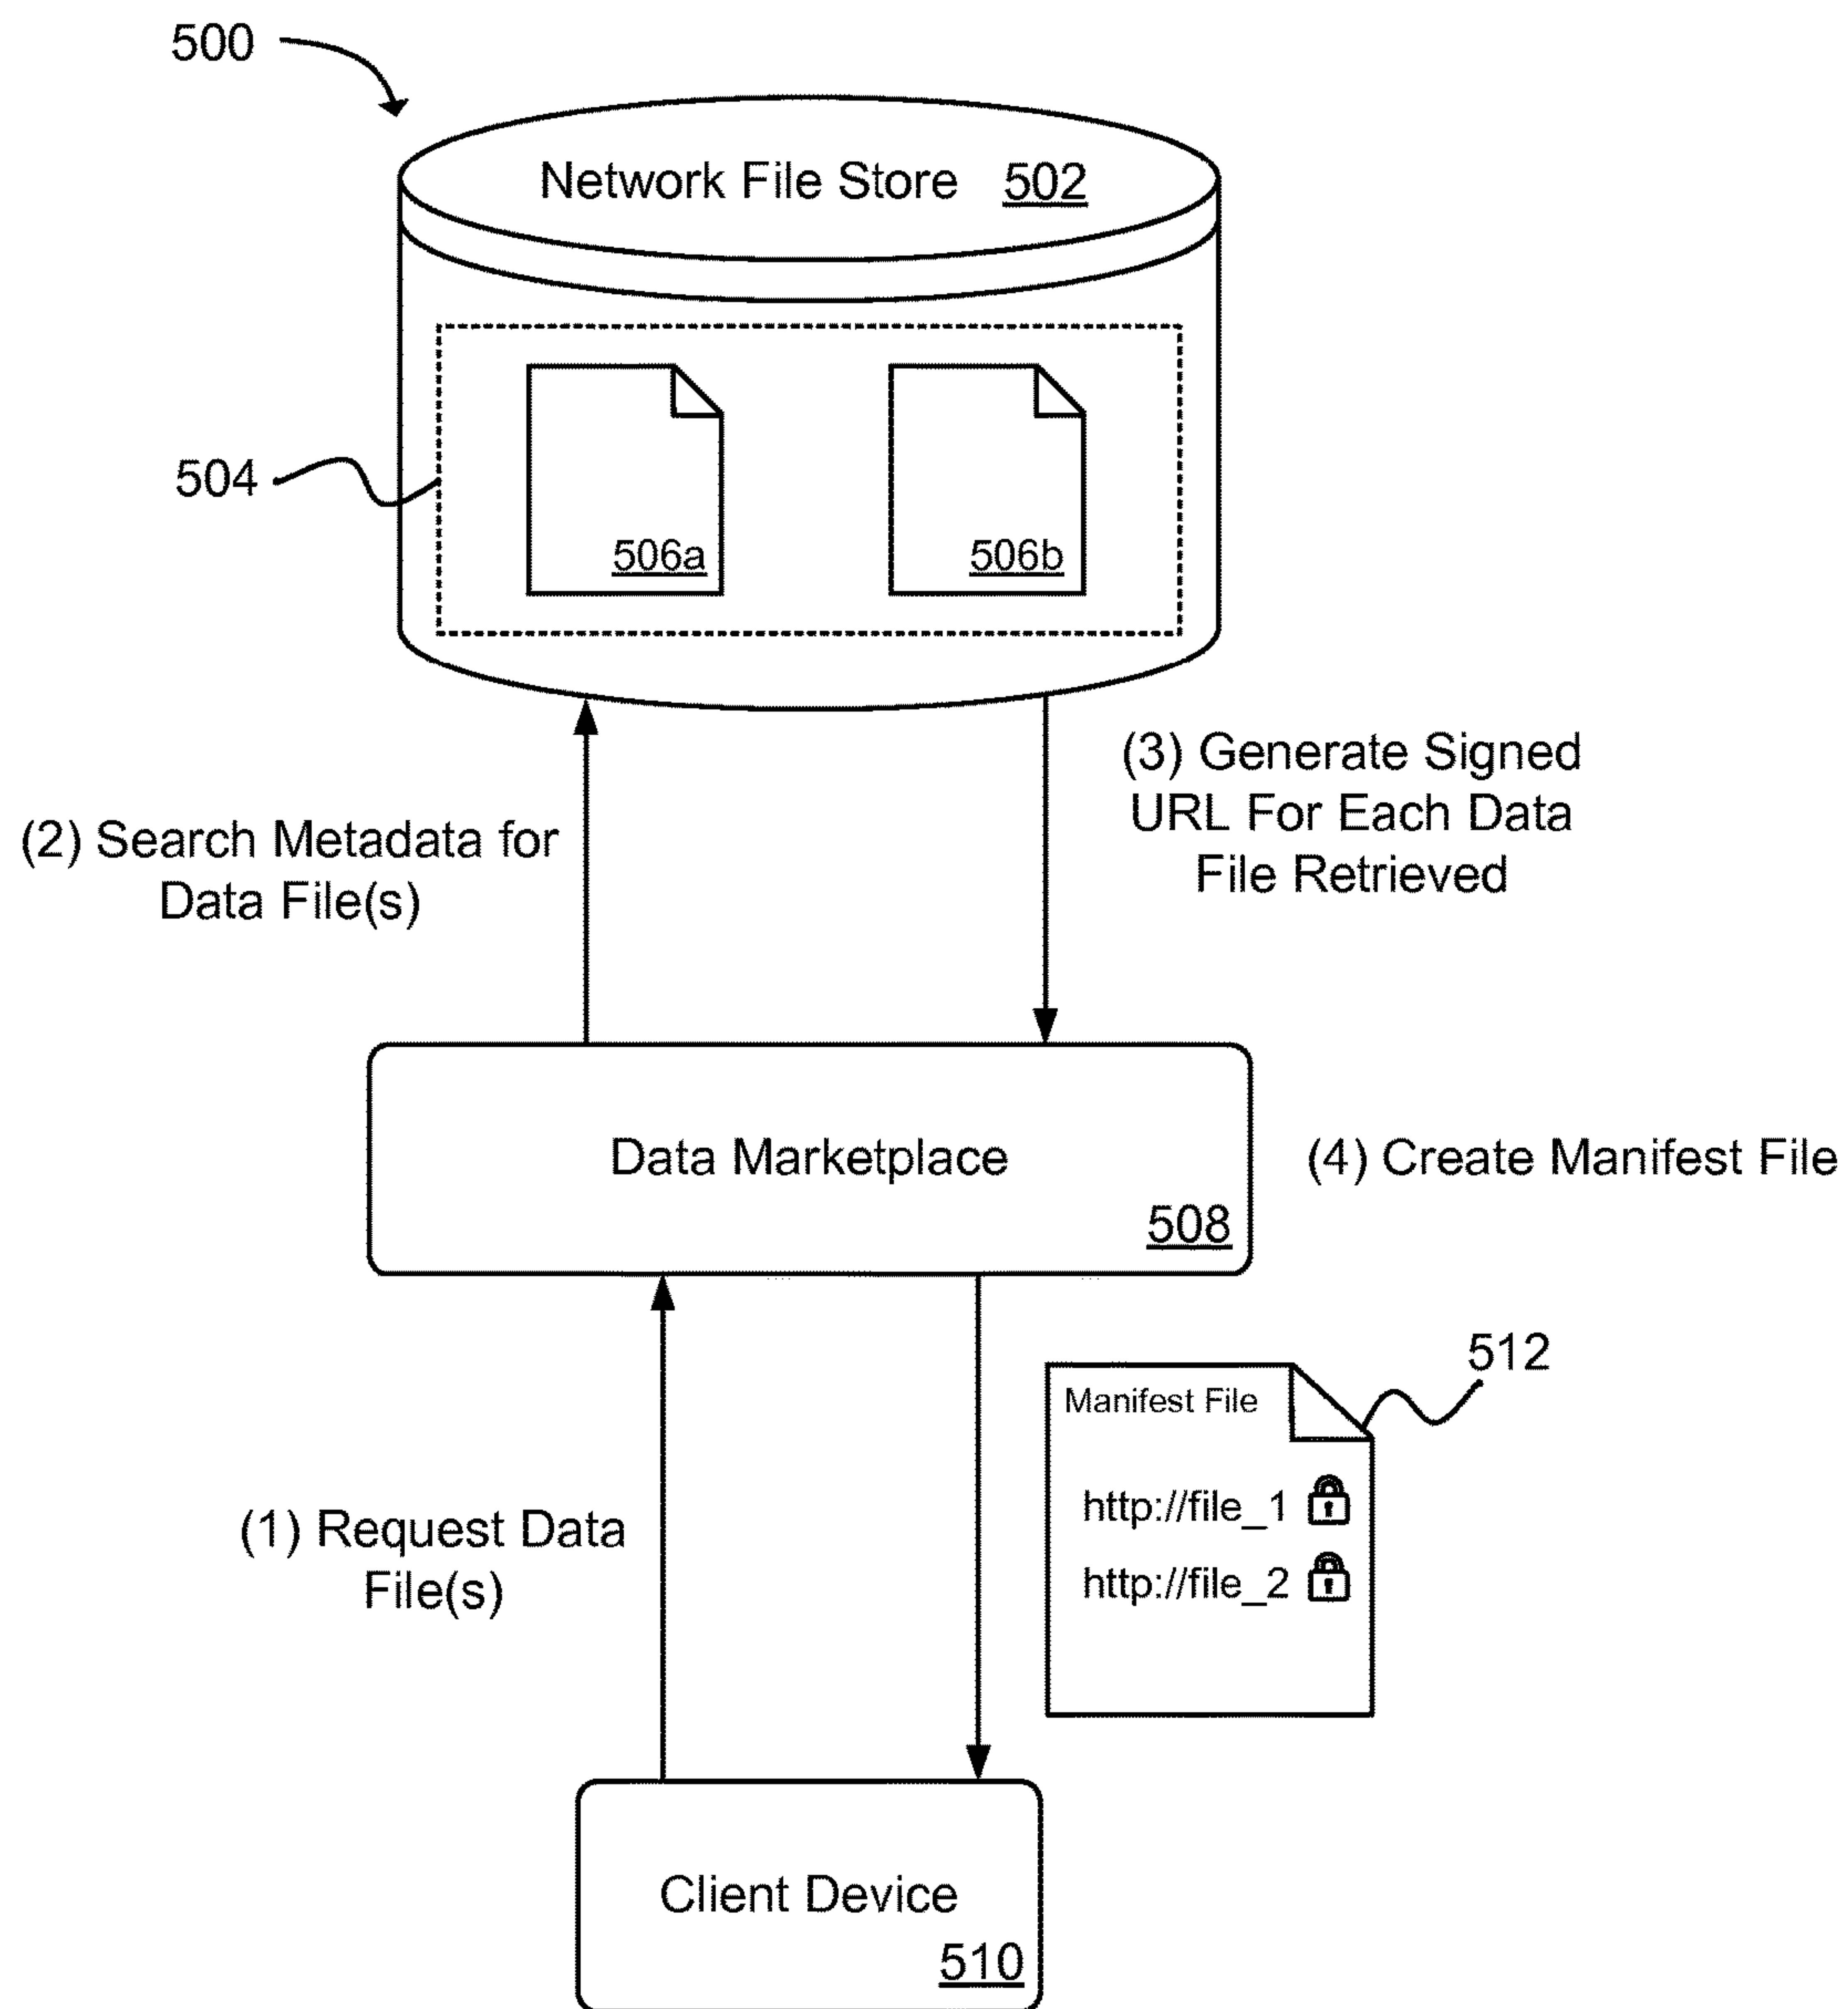 500
Network File Store 502
504
506a
506b
(3) Generate Signed
URL For Each Data
File Retrieved
(2) Search Metadata for
Data File(s)
Data Marketplace
508
(4) Create Manifest File
512
Manifest File
http://file_1
http://file_2
(1) Request Data
File(s)
Client Device
510